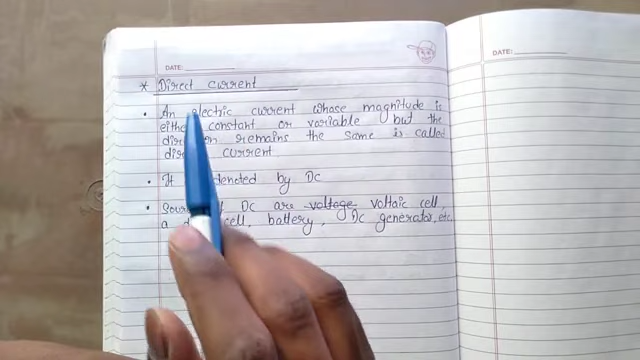 DATE:
DATE:
* Direct current
• An electric current whose magnitude is
either constant or variable but the
direction remains the same is called
direct current
• It denoted by DC
• Sources of DC are voltage voltaic cell,
a cell, battery, DC generator, etc.